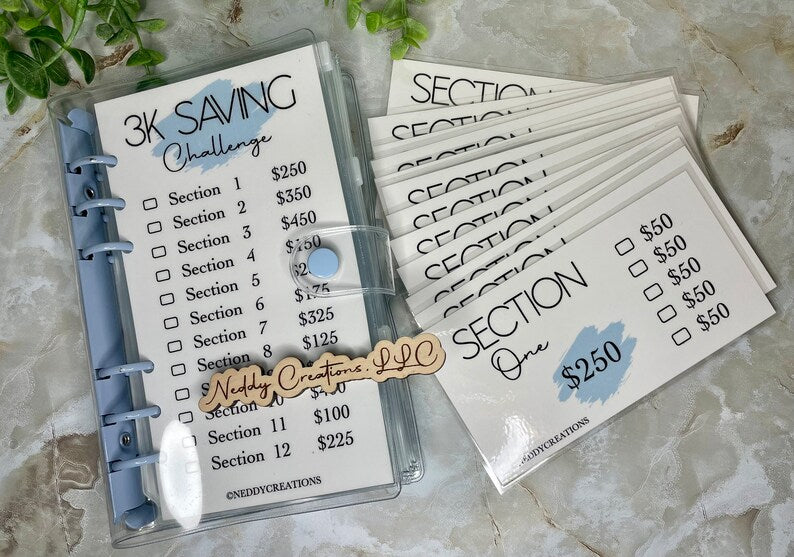 3K SAVING
Challenge
Section 1 $250
Section 2 $350
Section 3 $450
Section 4
Section 5
Section 6 $175
Section 7 $325
Section 8 $125
Section 11 $100
Section 12 $225
©NEDDYCREATIONS
Neddy Creations, LLC
SECTION
SECTION
SECTION
SECTION
SECTION
SECTION
SECTION
SECTION
SECTION
One
$250
$50
$50
$50
$50
$50
©NEDDYCREATIONS